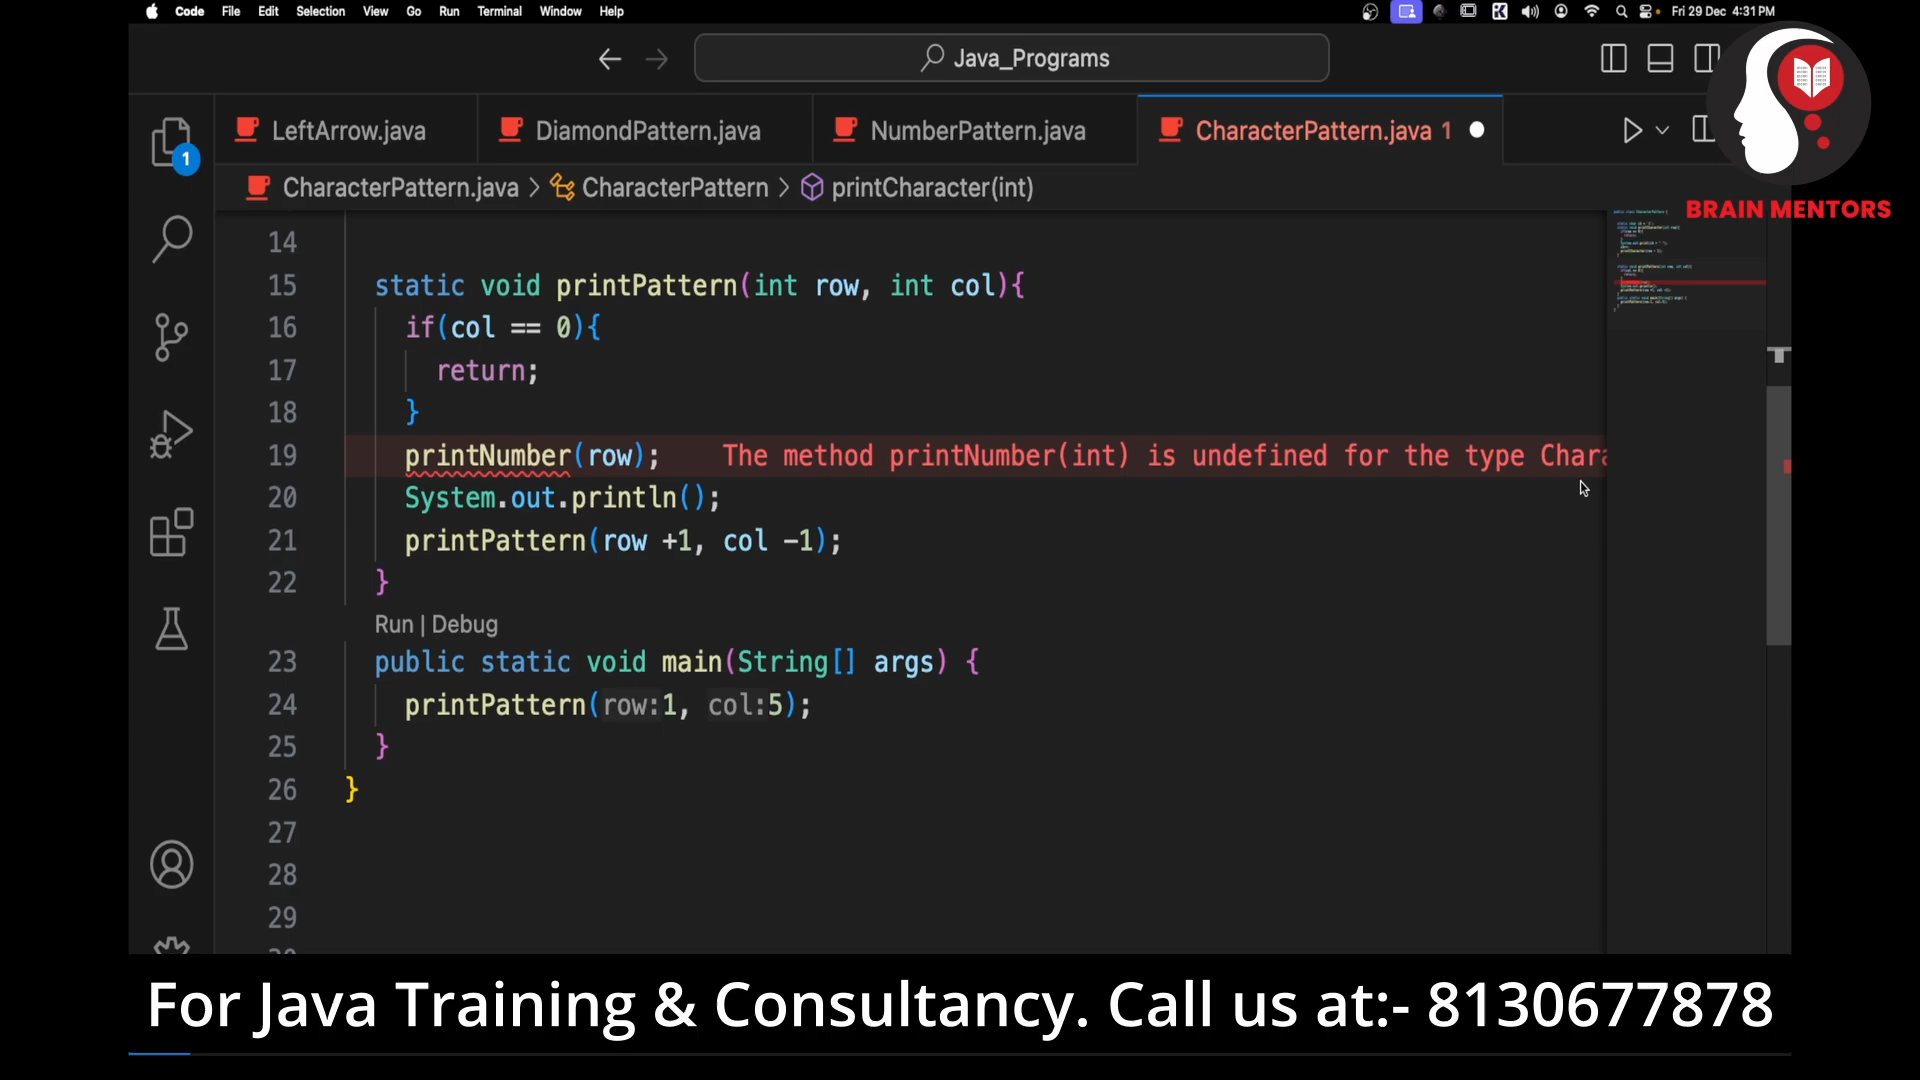 Code File Edit Selection View Go Run Terminal Window Help Fri 29 Dec 4:31 PM
Java_Programs
LeftArrow.java DiamondPattern.java NumberPattern.java CharacterPattern.java 1
1
CharacterPattern.java > CharacterPattern > printCharacter(int)
BRAIN MENTORS
14
15 static void printPattern(int row, int col){
16 if(col == 0){
17 return;
18 }
19 printNumber(row); The method printNumber(int) is undefined for the type Chara
20 System.out.println();
21 printPattern(row +1, col -1);
22 }
Run | Debug
23 public static void main(String[] args) {
24 printPattern(row:1, col:5);
25 }
26 }
27
28
29
For Java Training & Consultancy. Call us at:- 8130677878